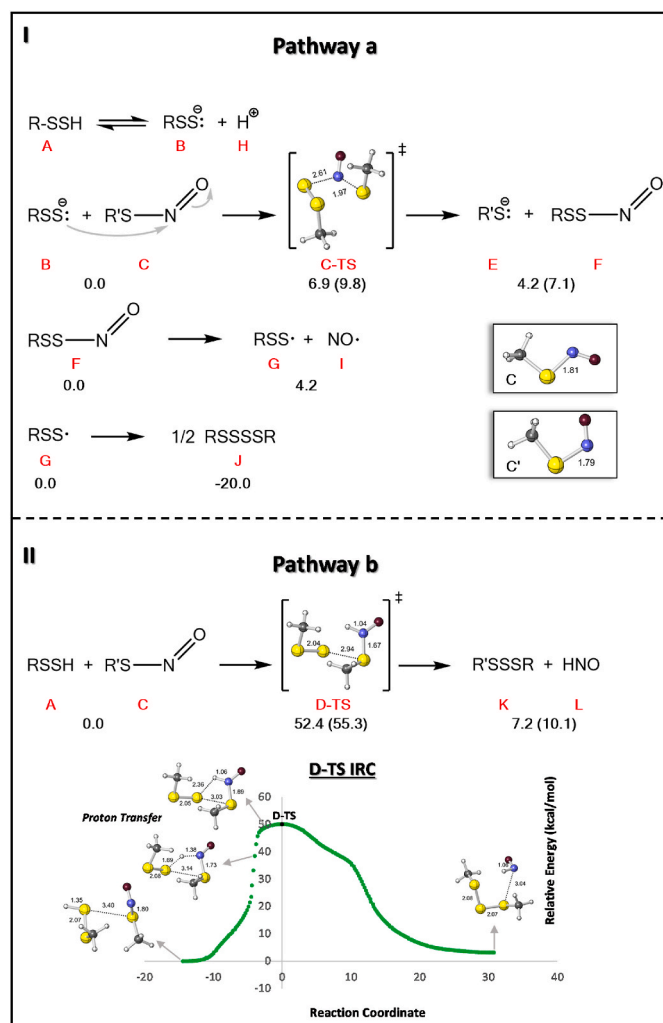 I
Pathway a
R-SSH RSS:⊖ + H⊕
A B H
2.61
1.97
‡
RSS:⊖ + R'S N O R'S:⊖ + RSS N O
B C C-TS E F
0.0 6.9 (9.8) 4.2 (7.1)
RSS N O RSS· + NO·
F G I
0.0 4.2
C 1.81
RSS· 1/2 RSSSSR
G J
0.0 -20.0
C' 1.79
II
Pathway b
‡
1.04
2.04 2.94 1.67
RSSH + R'S N O R'SSSR + HNO
A C D-TS K L
0.0 52.4 (55.3) 7.2 (10.1)
D-TS IRC
1.06
2.36
2.05 3.03 1.69
D-TS
Proton Transfer
1.38
1.69
2.08 3.14 1.73
1.35 3.40 1.80
2.07
3.04
2.08 2.07
60
50
40
30
20
10
0
-10
-20 -10 0 10 20 30 40
Reaction Coordinate
Relative Energy (kcal/mol)